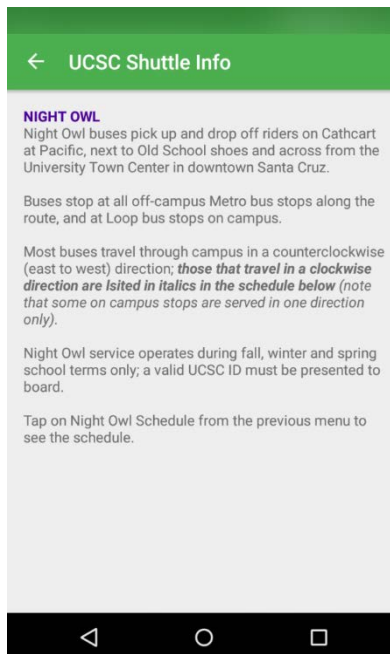 UCSC Shuttle Info
NIGHT OWL
Night Owl buses pick up and drop off riders on Cathcart
at Pacific, next to Old School shoes and across from the
University Town Center in downtown Santa Cruz.
Buses stop at all off-campus Metro bus stops along the
route, and at Loop bus stops on campus.
Most buses travel through campus in a counterclockwise
(east to west) direction; those that travel in a clockwise
direction are lsited in italics in the schedule below (note
that some on campus stops are served in one direction
only).
Night Owl service operates during fall, winter and spring
school terms only; a valid UCSC ID must be presented to
board.
Tap on Night Owl Schedule from the previous menu to
see the schedule.